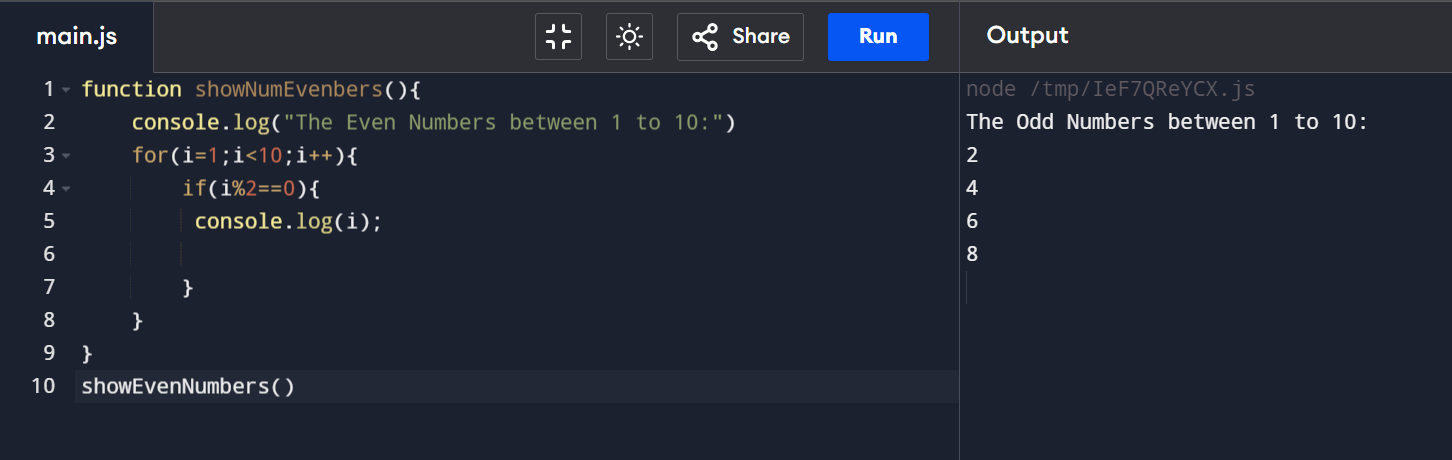 main.js Share Run Output
1 function showNumEvenbers(){
2 console.log("The Even Numbers between 1 to 10:")
3 for(i=1;i<10;i++){
4 if(i%2==0){
5 console.log(i);
6
7 }
8 }
9 }
10 showEvenNumbers()
node /tmp/IeF7QReYCX.js
The Odd Numbers between 1 to 10:
2
4
6
8